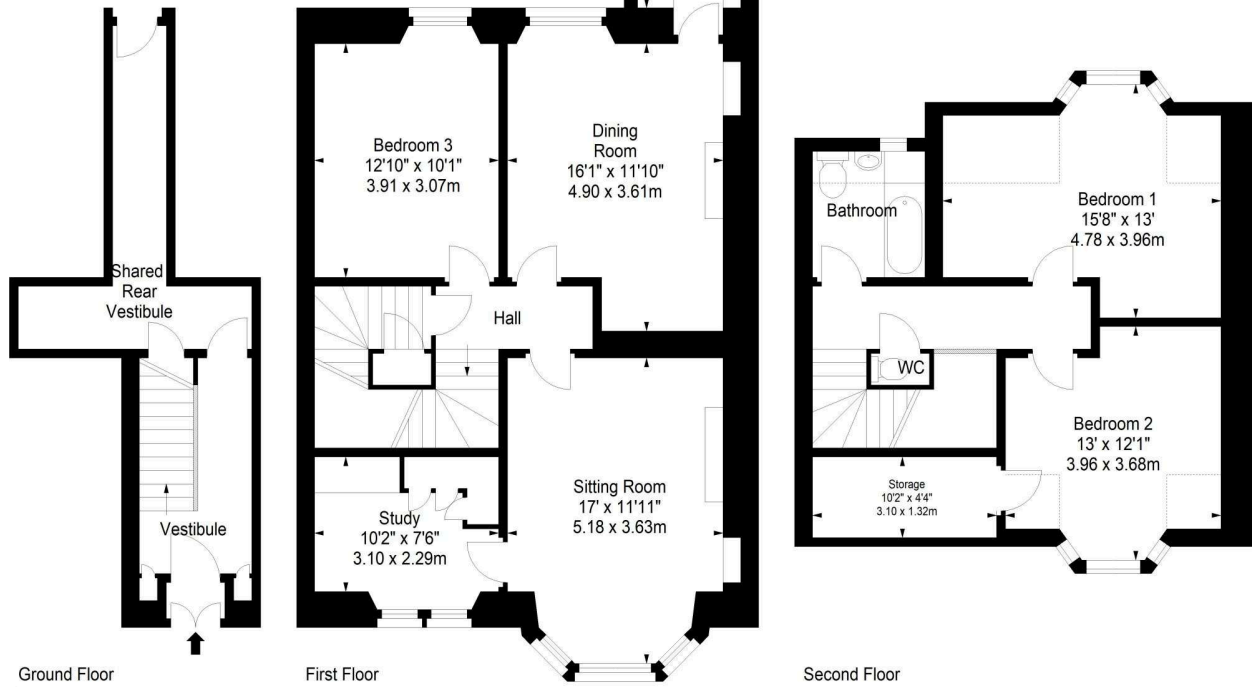 Shared
Rear
Vestibule
Vestibule
Ground Floor
Bedroom 3
12'10" x 10'1"
3.91 x 3.07m
Dining
Room
16'1" x 11'10"
4.90 x 3.61m
Hall
Study
10'2" x 7'6"
3.10 x 2.29m
Sitting Room
17' x 11'11"
5.18 x 3.63m
First Floor
Bathroom
Bedroom 1
15'8" x 13'
4.78 x 3.96m
WC
Bedroom 2
13' x 12'1"
3.96 x 3.68m
Storage
10'2" x 4'4"
3.10 x 1.32m
Second Floor